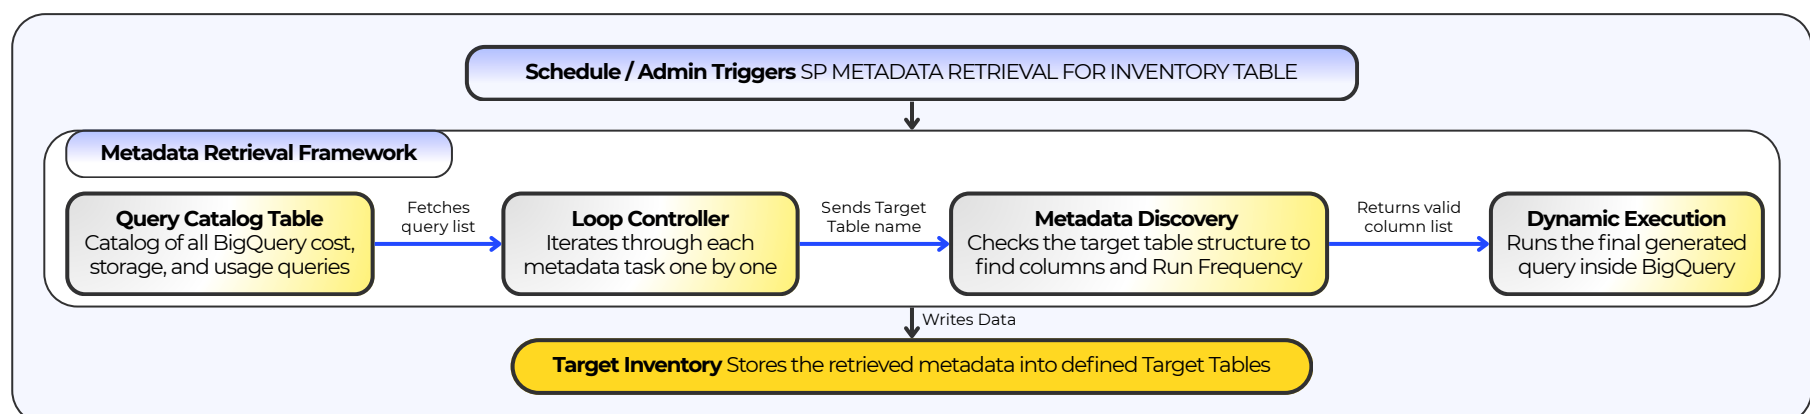 Schedule / Admin Triggers SP METADATA RETRIEVAL FOR INVENTORY TABLE
Metadata Retrieval Framework
Query Catalog Table
Catalog of all BigQuery cost,
storage, and usage queries
Fetches
query list
Loop Controller
Iterates through each
metadata task one by one
Sends Target
Table name
Metadata Discovery
Checks the target table structure to
find columns and Run Frequency
Returns valid
column list
Dynamic Execution
Runs the final generated
query inside BigQuery
Writes Data
Target Inventory Stores the retrieved metadata into defined Target Tables